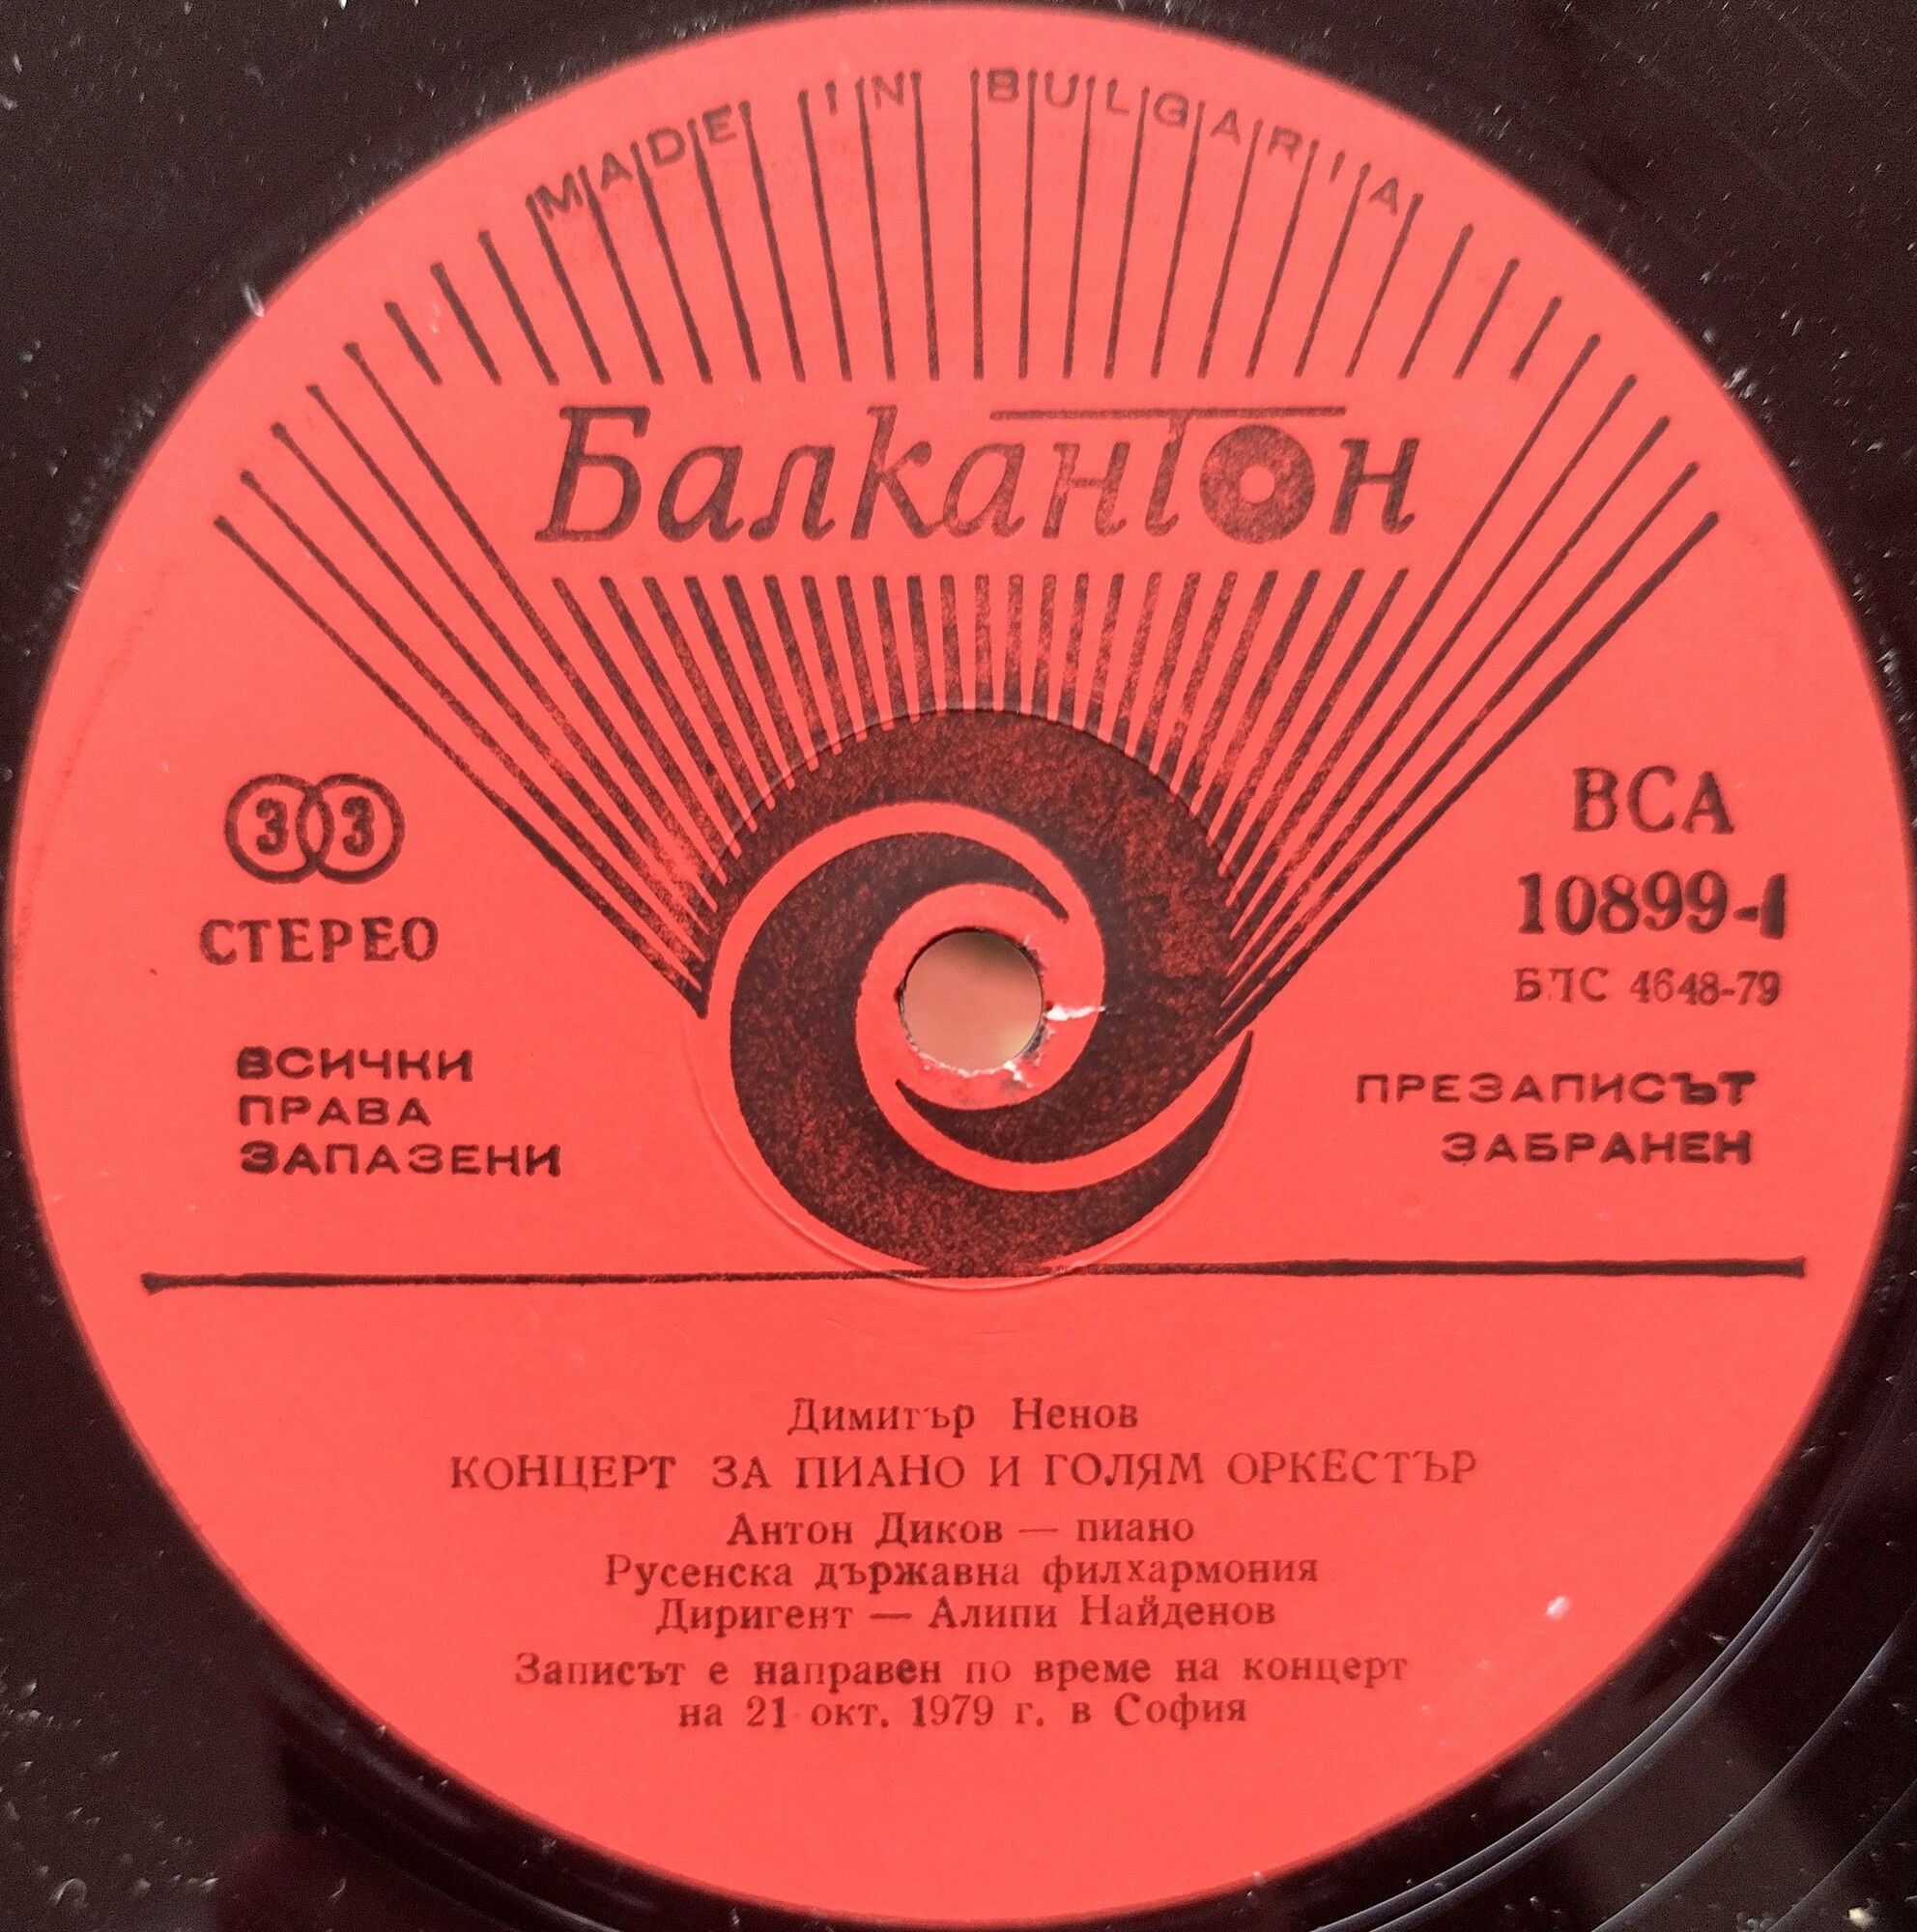 MADE IN BULGARIA
Балкантон
33
СТЕРЕО
ВСИЧКИ
ПРАВА
ЗАПАЗЕНИ
ВСА
10899-1
БДС 4648-79
ПРЕЗАПИСЪТ
ЗАБРАНЕН
Димитър Ненов
КОНЦЕРТ ЗА ПИАНО И ГОЛЯМ ОРКЕСТЪР
Антон Диков — пиано
Русенска държавна филхармония
Диригент — Алипи Найденов
Записът е направен по време на концерт
на 21 окт. 1979 г. в София